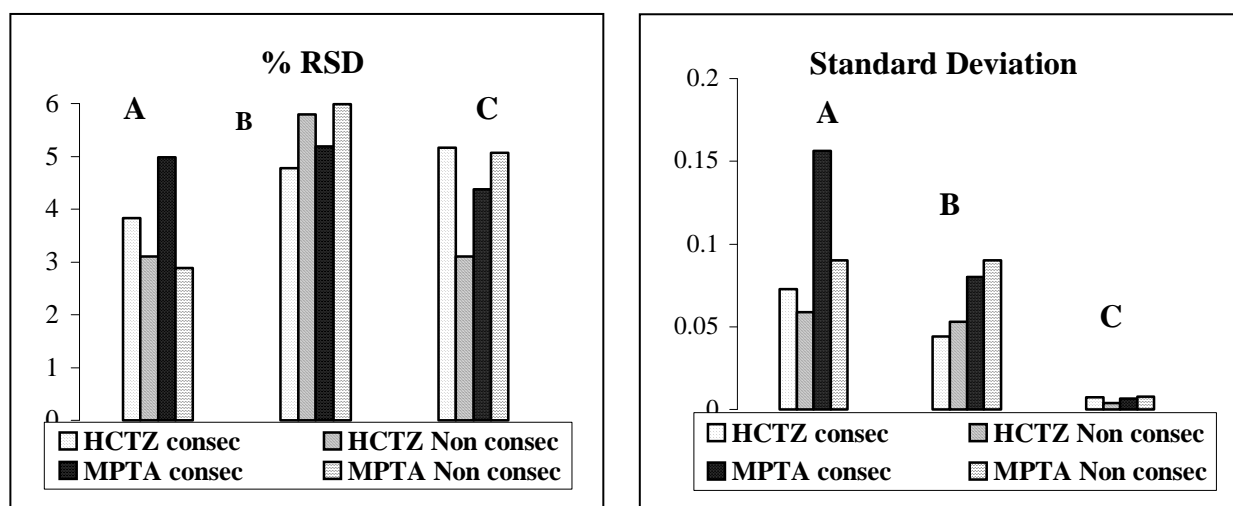 % RSD
A
B
C
6
5
4
3
2
1
0
HCTZ consec
HCTZ Non consec
MPTA consec
MPTA Non consec
Standard Deviation
A
B
C
0.2
0.15
0.1
0.05
0
HCTZ consec
HCTZ Non consec
MPTA consec
MPTA Non consec